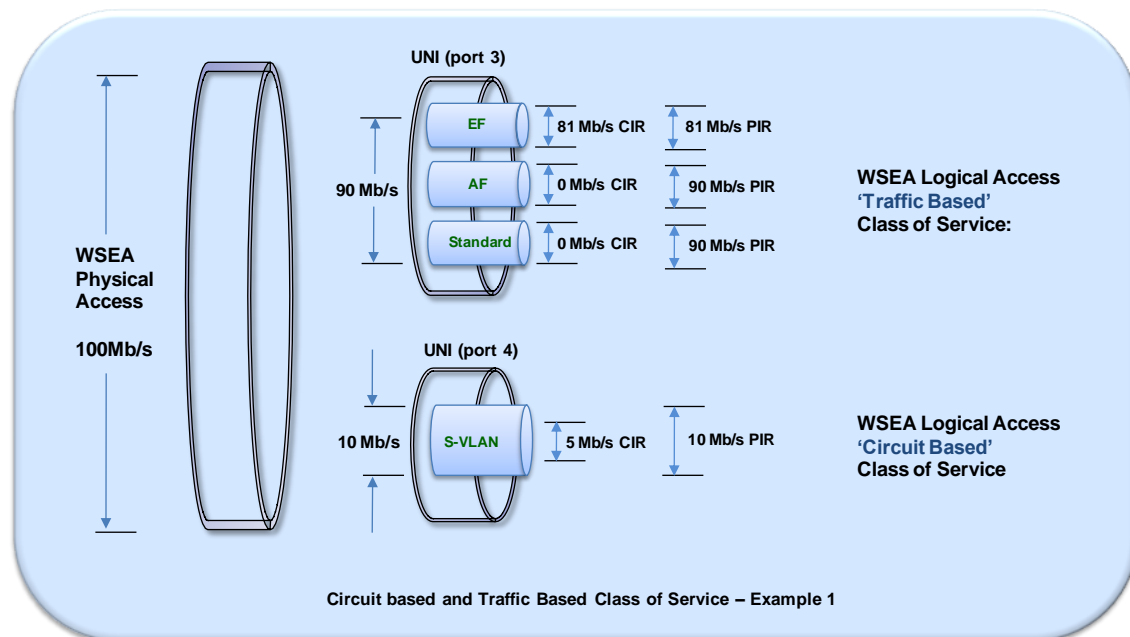 WSEA
Physical
Access
100Mb/s
UNI (port 3)
90 Mb/s
EF
81 Mb/s CIR
81 Mb/s PIR
AF
0 Mb/s CIR
90 Mb/s PIR
Standard
0 Mb/s CIR
90 Mb/s PIR
WSEA Logical Access
‘Traffic Based’
Class of Service:
UNI (port 4)
10 Mb/s
S-VLAN
5 Mb/s CIR
10 Mb/s PIR
WSEA Logical Access
‘Circuit Based’
Class of Service
Circuit based and Traffic Based Class of Service – Example 1